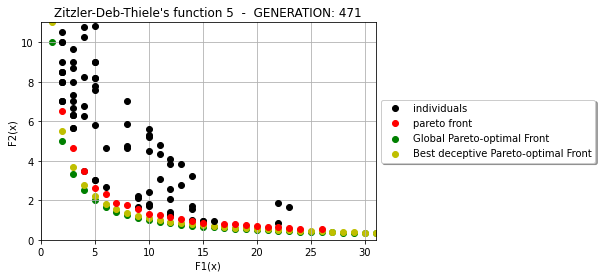 Zitzler-Deb-Thiele's function 5 - GENERATION: 471
F2(x)
10
8
6
4
2
0
0 5 10 15 20 25 30
F1(x)
individuals
pareto front
Global Pareto-optimal Front
Best deceptive Pareto-optimal Front